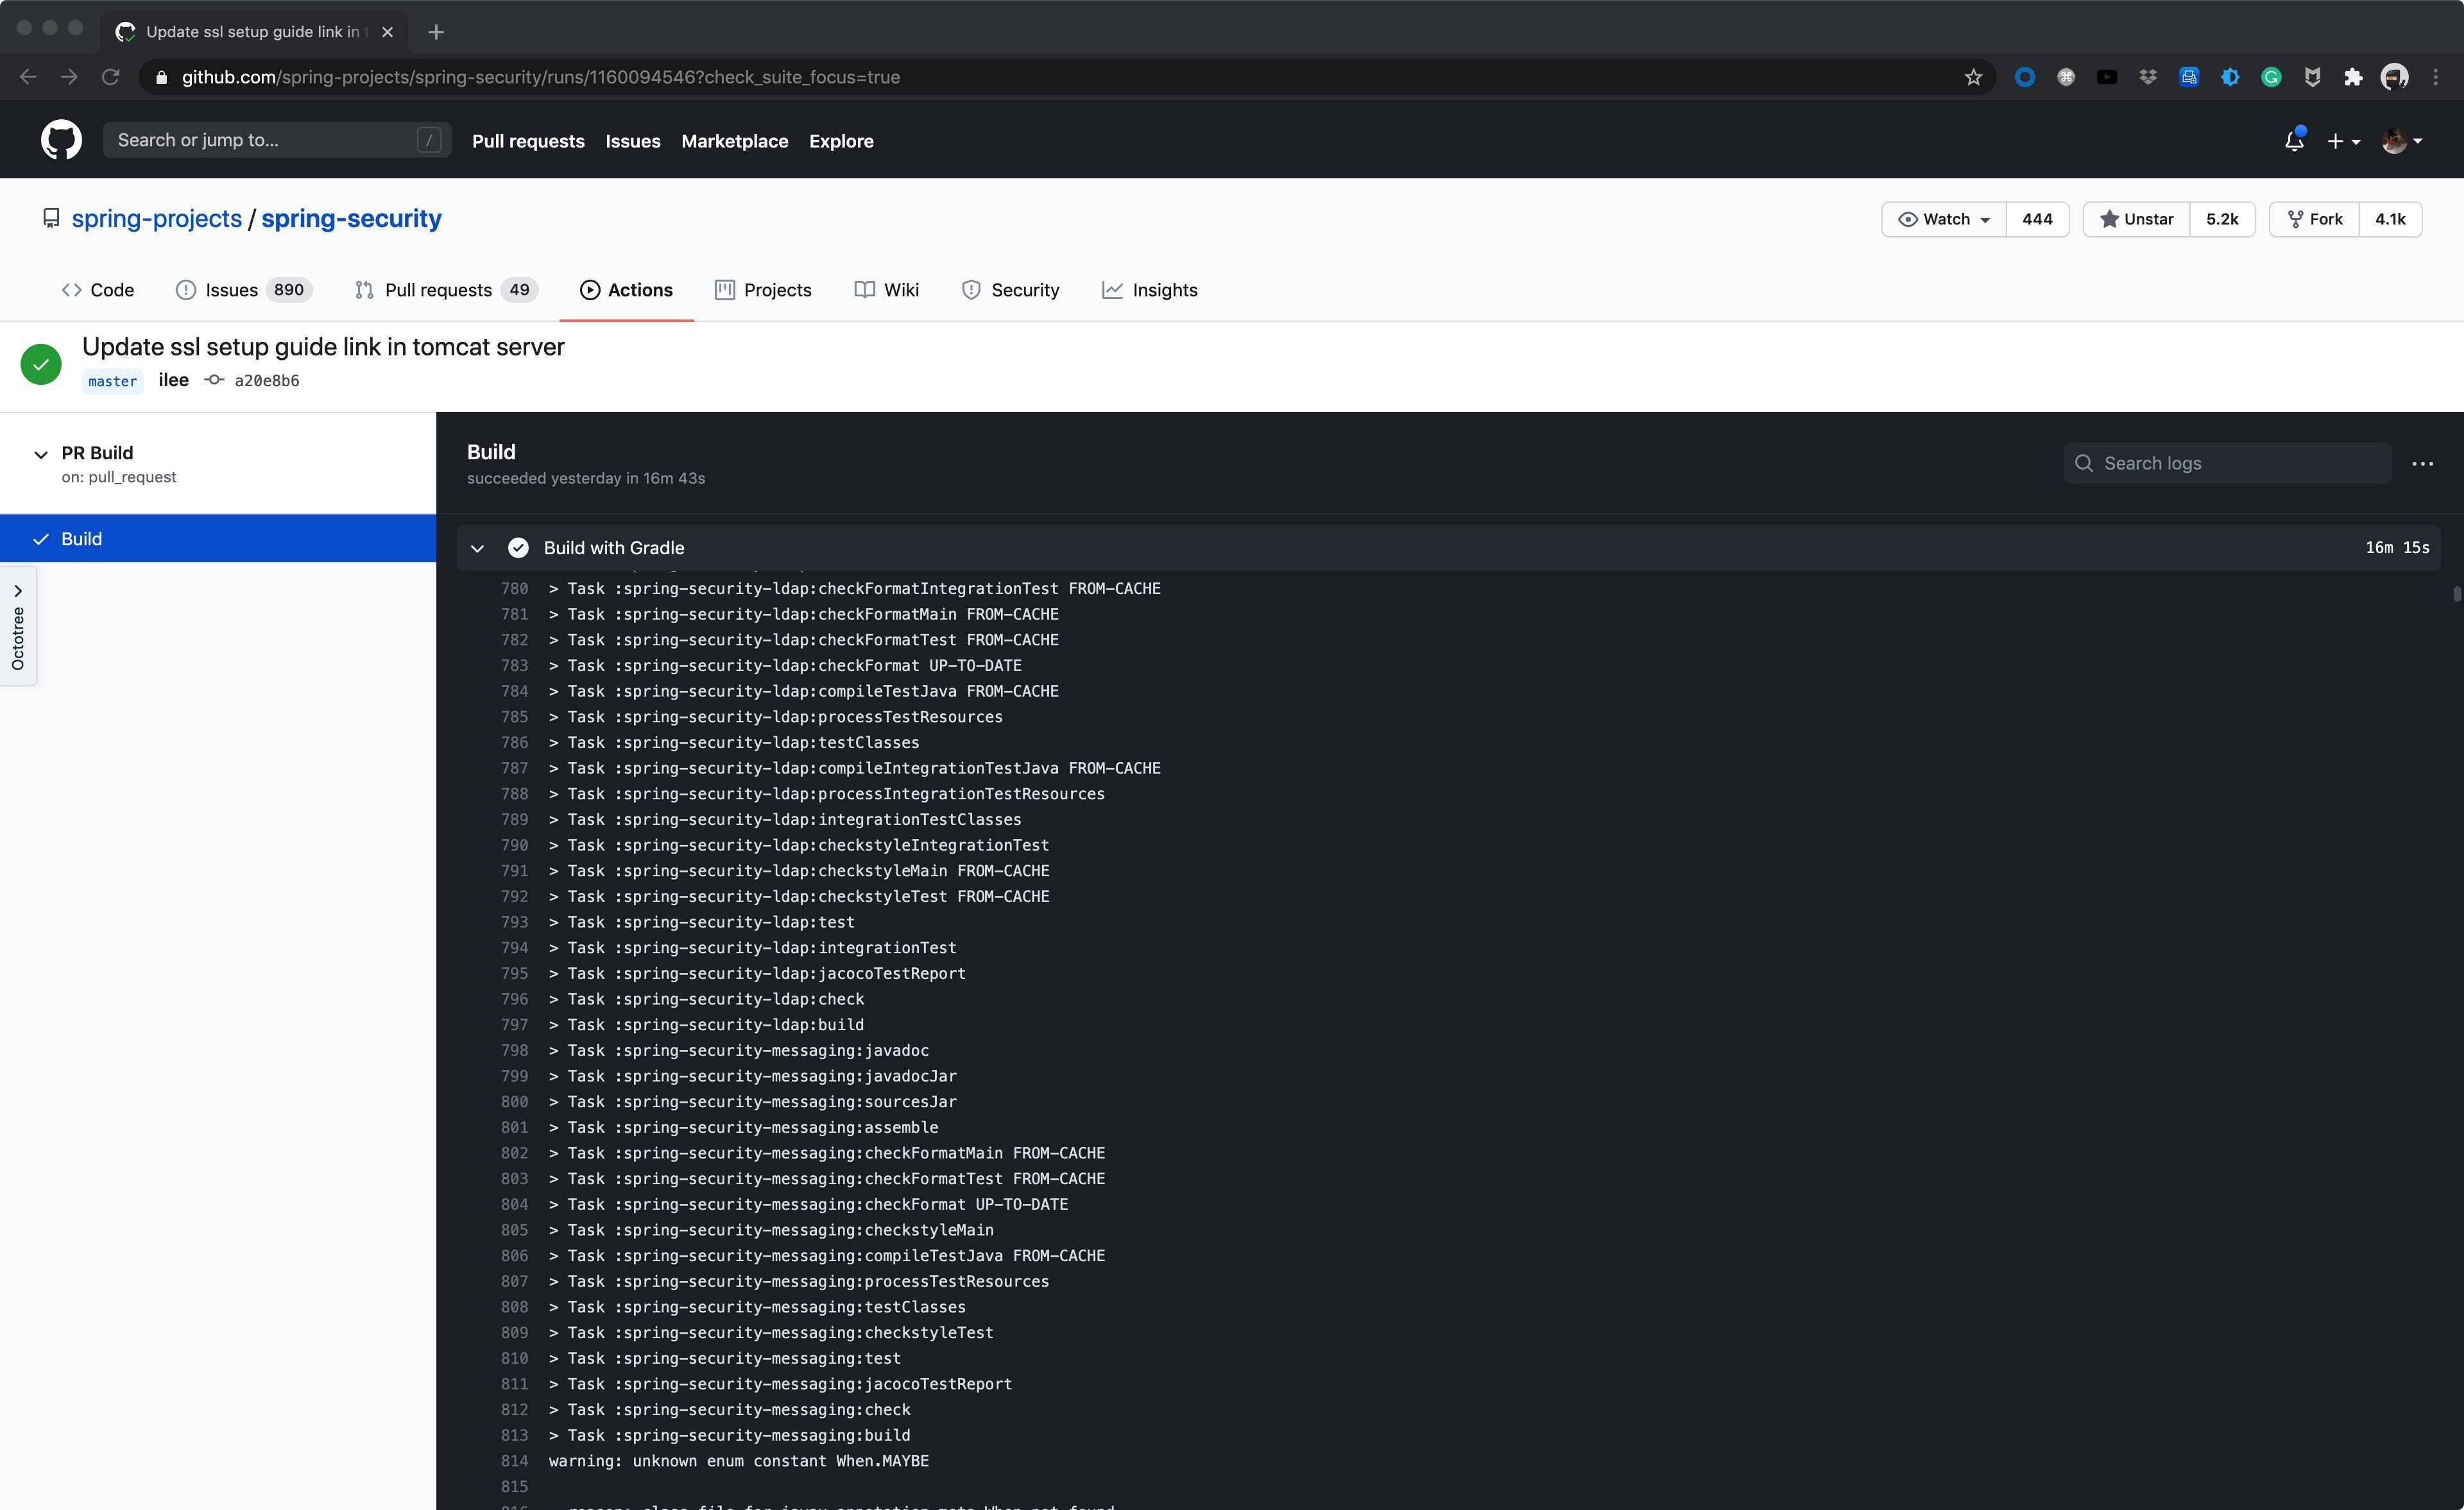 Update ssl setup guide link in t
github.com/spring-projects/spring-security/runs/1160094546?check_suite_focus=true
Search or jump to... /
Pull requests Issues Marketplace Explore
spring-projects / spring-security
Watch 444 Unstar 5.2k Fork 4.1k
Code Issues 890 Pull requests 49 Actions Projects Wiki Security Insights
Update ssl setup guide link in tomcat server
master ilee a20e8b6
PR Build
on: pull_request
Build
Octotree
Build
succeeded yesterday in 16m 43s
Search logs
Build with Gradle 16m 15s
780 > Task :spring-security-ldap:checkFormatIntegrationTest FROM-CACHE
781 > Task :spring-security-ldap:checkFormatMain FROM-CACHE
782 > Task :spring-security-ldap:checkFormatTest FROM-CACHE
783 > Task :spring-security-ldap:checkFormat UP-TO-DATE
784 > Task :spring-security-ldap:compileTestJava FROM-CACHE
785 > Task :spring-security-ldap:processTestResources
786 > Task :spring-security-ldap:testClasses
787 > Task :spring-security-ldap:compileIntegrationTestJava FROM-CACHE
788 > Task :spring-security-ldap:processIntegrationTestResources
789 > Task :spring-security-ldap:integrationTestClasses
790 > Task :spring-security-ldap:checkstyleIntegrationTest
791 > Task :spring-security-ldap:checkstyleMain FROM-CACHE
792 > Task :spring-security-ldap:checkstyleTest FROM-CACHE
793 > Task :spring-security-ldap:test
794 > Task :spring-security-ldap:integrationTest
795 > Task :spring-security-ldap:jacocoTestReport
796 > Task :spring-security-ldap:check
797 > Task :spring-security-ldap:build
798 > Task :spring-security-messaging:javadoc
799 > Task :spring-security-messaging:javadocJar
800 > Task :spring-security-messaging:sourcesJar
801 > Task :spring-security-messaging:assemble
802 > Task :spring-security-messaging:checkFormatMain FROM-CACHE
803 > Task :spring-security-messaging:checkFormatTest FROM-CACHE
804 > Task :spring-security-messaging:checkFormat UP-TO-DATE
805 > Task :spring-security-messaging:checkstyleMain
806 > Task :spring-security-messaging:compileTestJava FROM-CACHE
807 > Task :spring-security-messaging:processTestResources
808 > Task :spring-security-messaging:testClasses
809 > Task :spring-security-messaging:checkstyleTest
810 > Task :spring-security-messaging:test
811 > Task :spring-security-messaging:jacocoTestReport
812 > Task :spring-security-messaging:check
813 > Task :spring-security-messaging:build
814 warning: unknown enum constant When.MAYBE
815
816 reason: class file for javax.annotation.meta.When not found